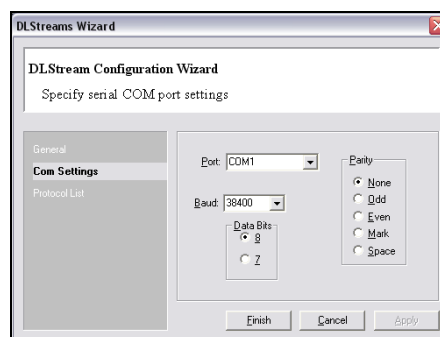 DLStreams Wizard
DLStream Configuration Wizard
Specify serial COM port settings
General
Com Settings
Protocol List
Port: COM1
Baud: 38400
Data Bits
8
7
Parity
None
Odd
Even
Mark
Space
Finish Cancel Apply